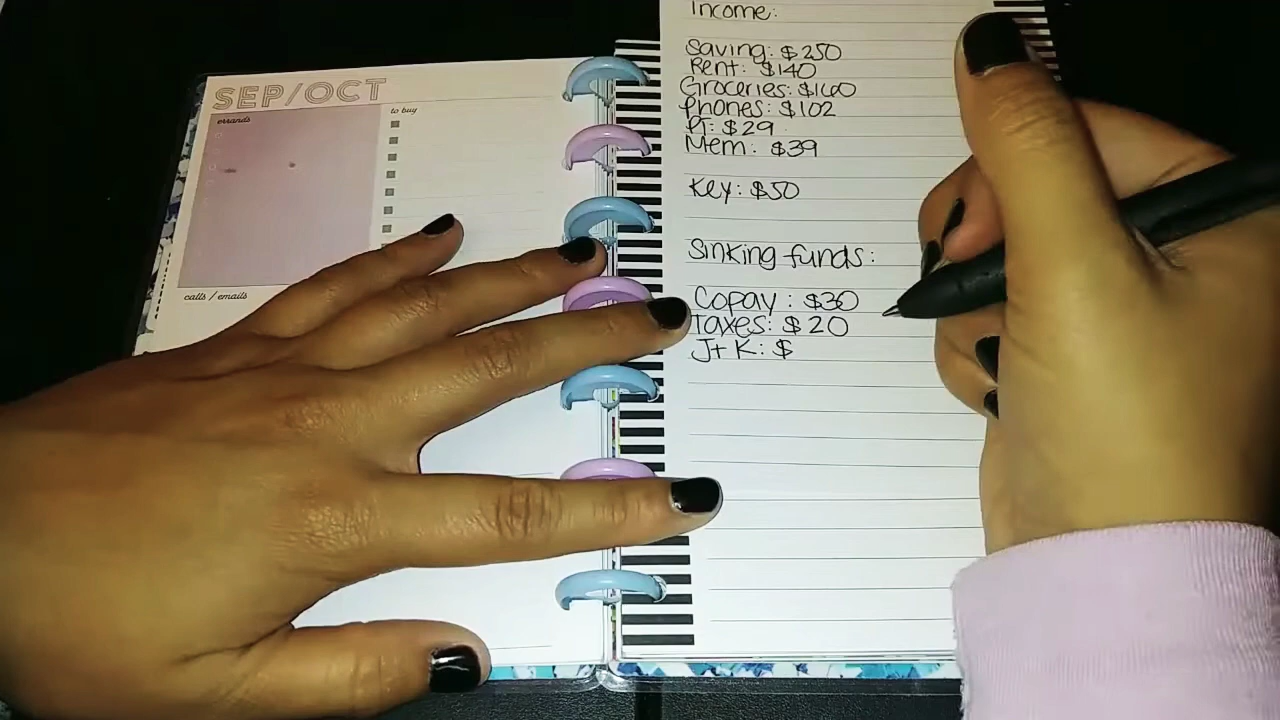 SEP/OCT
errands
to buy
calls / emails
Income:
Saving: $250
Rent: $140
Groceries: $160
Phones: $102
PJ: $29
Mem: $39
Key: $50
Sinking funds:
Copay: $30
Taxes: $20
J+K: $